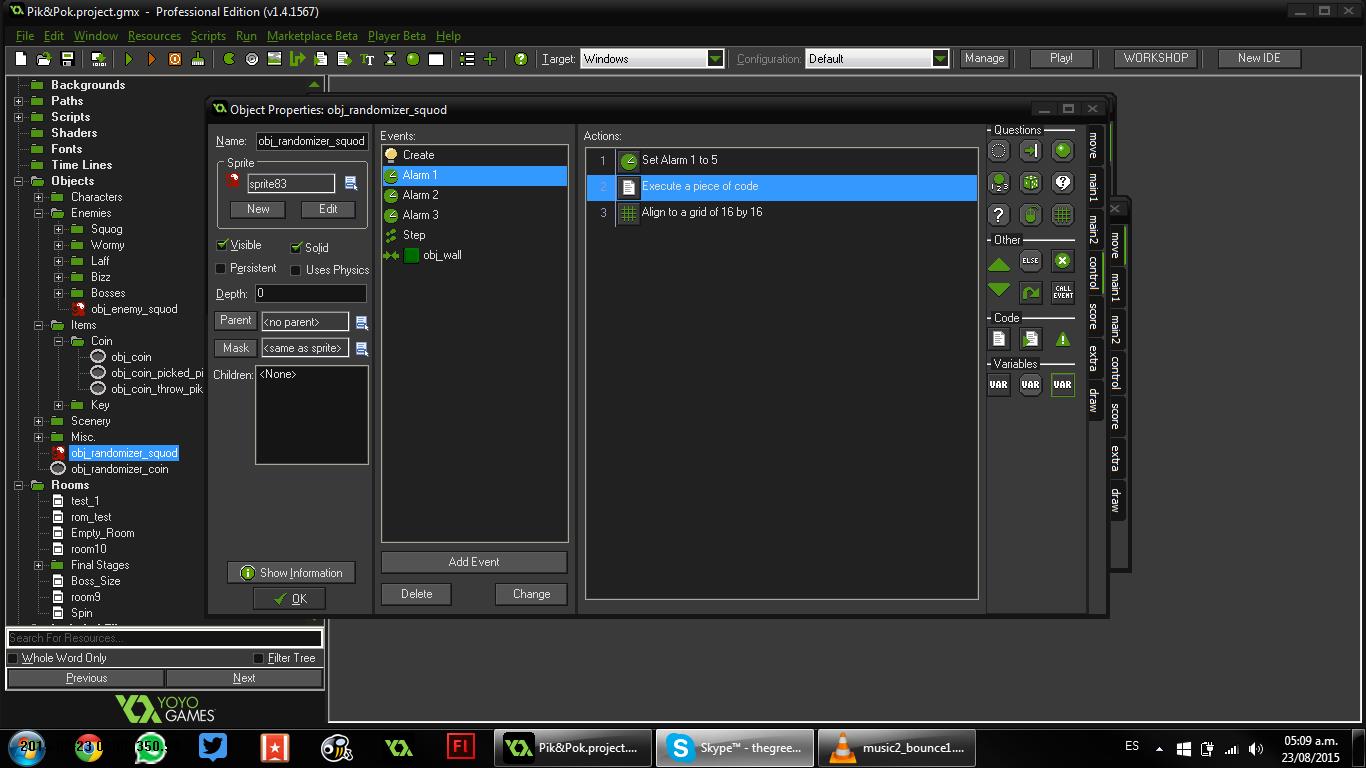 Pik&Pok.project.gmx - Professional Edition (v1.4.1567)
File Edit Window Resources Scripts Run Marketplace Beta Player Beta Help
Target: Windows Configuration: Default Manage Play! WORKSHOP New IDE
Backgrounds
Paths
Scripts
Shaders
Fonts
Time Lines
Objects
Characters
Enemies
Squog
Wormy
Laff
Bizz
Bosses
obj_enemy_squod
Items
Coin
obj_coin
obj_coin_picked_pi
obj_coin_throw_pik
Key
Scenery
Misc.
obj_randomizer_squod
obj_randomizer_coin
Rooms
test_1
rom_test
Empty_Room
room10
Final Stages
Boss_Size
room9
Spin
Search For Resources...
Whole Word Only Filter Tree
Previous Next
YOYO
GAMES
Object Properties: obj_randomizer_squod
Name: obj_randomizer_squod
Sprite
sprite83
New Edit
Visible Solid
Persistent Uses Physics
Depth: 0
Parent <no parent>
Mask <same as sprite>
Children: <None>
Show Information
OK
Events:
Create
Alarm 1
Alarm 2
Alarm 3
Step
obj_wall
Add Event
Delete Change
Actions:
1 Set Alarm 1 to 5
2 Execute a piece of code
3 Align to a grid of 16 by 16
Questions
Other
ELSE
CALL
EVENT
Code
Variables
VAR VAR VAR
move
main1
main2
control
score
extra
draw
move
main1
main2
control
score
extra
draw
Fl
Pik&Pok.project....
Skype™ - thegree...
music2_bounce1....
ES
05:09 a.m.
23/08/2015